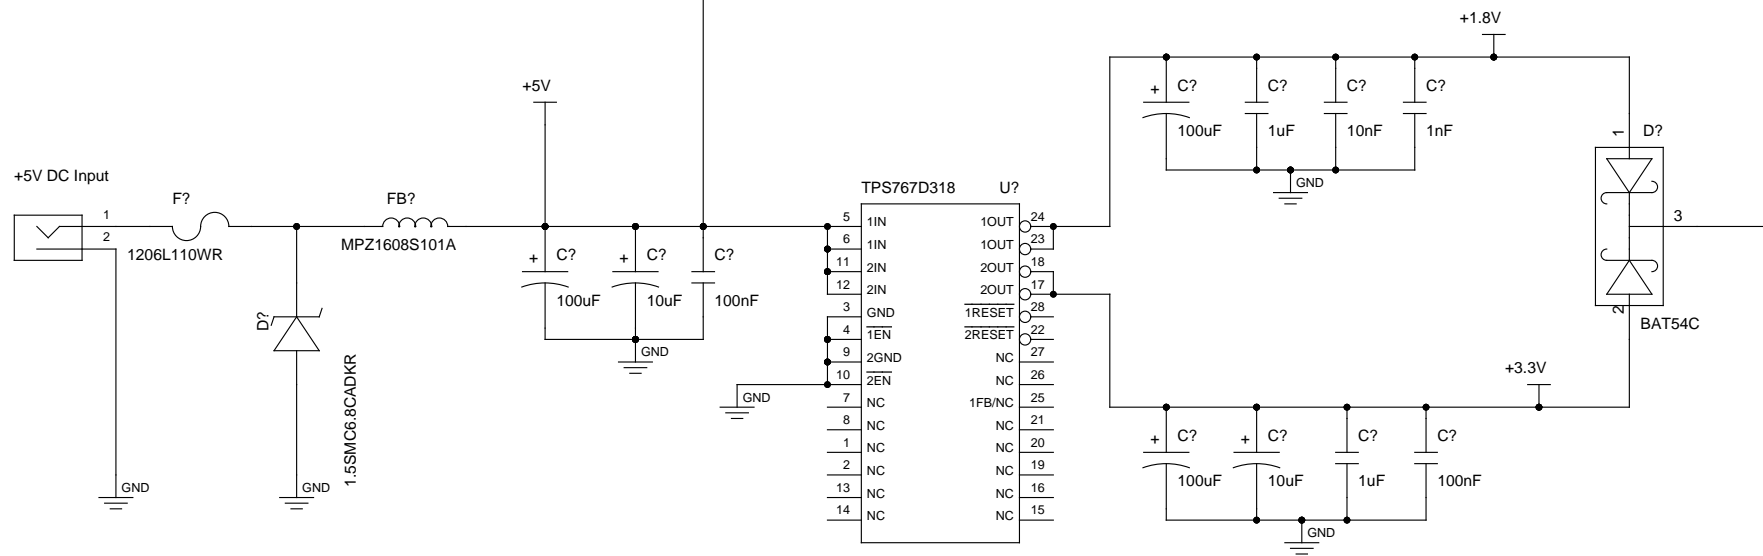 +5V DC Input
1
2
F?
1206L110WR
GND
D?
1.5SMC6.8CADKR
GND
FB?
MPZ1608S101A
+5V
+ C?
100uF
+ C?
10uF
C?
100nF
GND
GND
TPS767D318 U?
5 1IN 1OUT 24
6 1IN 1OUT 23
11 2IN 2OUT 18
12 2IN 2OUT 17
3 GND 1RESET 28
4 1EN 2RESET 22
9 2GND NC 27
10 2EN NC 26
7 NC 1FB/NC 25
8 NC NC 21
1 NC NC 20
2 NC NC 19
13 NC NC 16
14 NC NC 15
+1.8V
+ C?
100uF
C?
1uF
C?
10nF
C?
1nF
GND
1
D?
3
2
BAT54C
+3.3V
+ C?
100uF
+ C?
10uF
C?
1uF
C?
100nF
GND